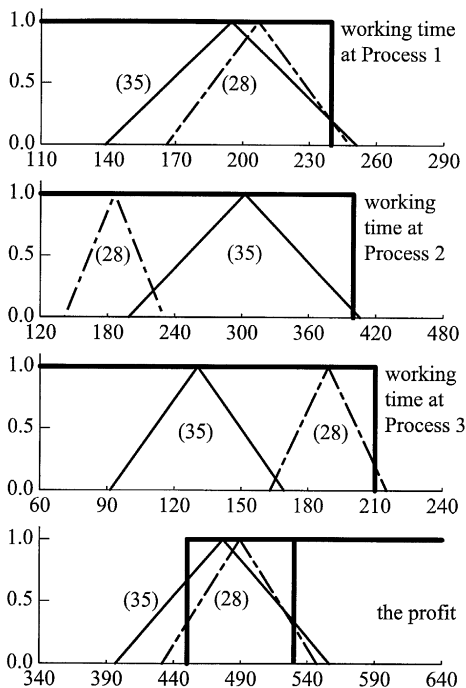 1.0
working time
at Process 1
(35)
(28)
0.5
0.0
110 140 170 200 230 260 290
1.0
working
time at
Process 2
(28)
(35)
0.5
0.0
120 180 240 300 360 420 480
1.0
working
time at
Process 3
(35)
(28)
0.5
0.0
60 90 120 150 180 210 240
1.0
(35)
(28)
0.5
the profit
0.0
340 390 440 490 540 590 640